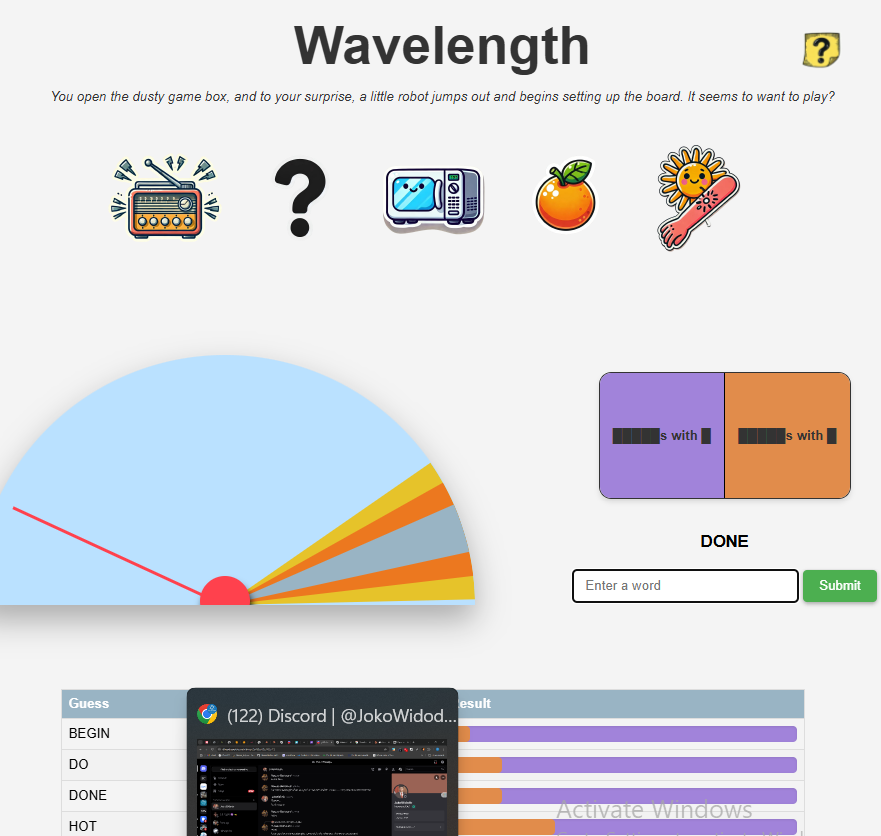 Wavelength
?
You open the dusty game box, and to your surprise, a little robot jumps out and begins setting up the board. It seems to want to play?
?
█████s with █
█████s with █
DONE
Enter a word
Submit
Guess
esult
(122) Discord | @JokoWidod...
BEGIN
DO
DONE
HOT
Activate Windows